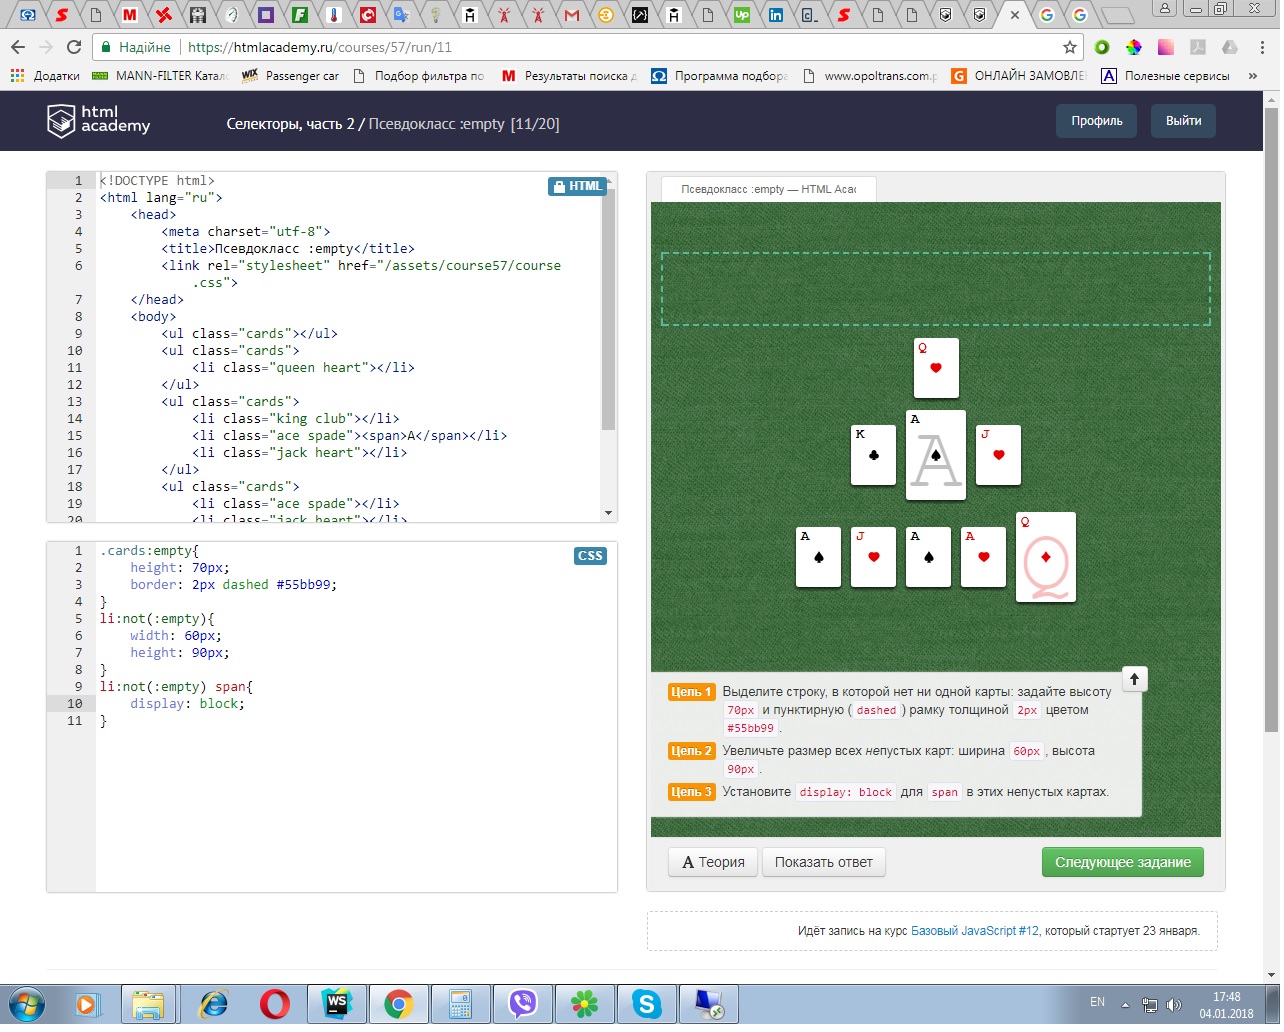 Надійне
https://htmlacademy.ru/courses/57/run/11
Додатки
MANN-FILTER Катало
Passenger car
Подбор фильтра по
Результаты поиска д
Программа подбора
www.opoltrans.com.p
ОНЛАЙН ЗАМОВЛЕ
Полезные сервисы
»
html
academy
Селекторы, часть 2 / Псевдокласс :empty [11/20]
Профиль
Выйти
HTML
1 <!DOCTYPE html>
2 <html lang="ru">
3 <head>
4 <meta charset="utf-8">
5 <title>Псевдокласс :empty</title>
6 <link rel="stylesheet" href="/assets/course57/course
.css">
7 </head>
8 <body>
9 <ul class="cards"></ul>
10 <ul class="cards">
11 <li class="queen heart"></li>
12 </ul>
13 <ul class="cards">
14 <li class="king club"></li>
15 <li class="ace spade"><span>A</span></li>
16 <li class="jack heart"></li>
17 </ul>
18 <ul class="cards">
19 <li class="ace spade"></li>
20 <li class="jack heart"></li>
CSS
1 .cards:empty{
2 height: 70px;
3 border: 2px dashed #55bb99;
4 }
5 li:not(:empty){
6 width: 60px;
7 height: 90px;
8 }
9 li:not(:empty) span{
10 display: block;
11 }
Псевдокласс :empty — HTML Aca
Q
K A J
A
A J A A Q
Q
Цель 1 Выделите строку, в которой нет ни одной карты: задайте высоту
70px и пунктирную ( dashed ) рамку толщиной 2px цветом
#55bb99 .
Цель 2 Увеличьте размер всех непустых карт: ширина 60px , высота
90px .
Цель 3 Установите display: block для span в этих непустых картах.
A Теория
Показать ответ
Следующее задание
Идёт запись на курс Базовый JavaScript #12, который стартует 23 января.
EN
17:48
04.01.2018